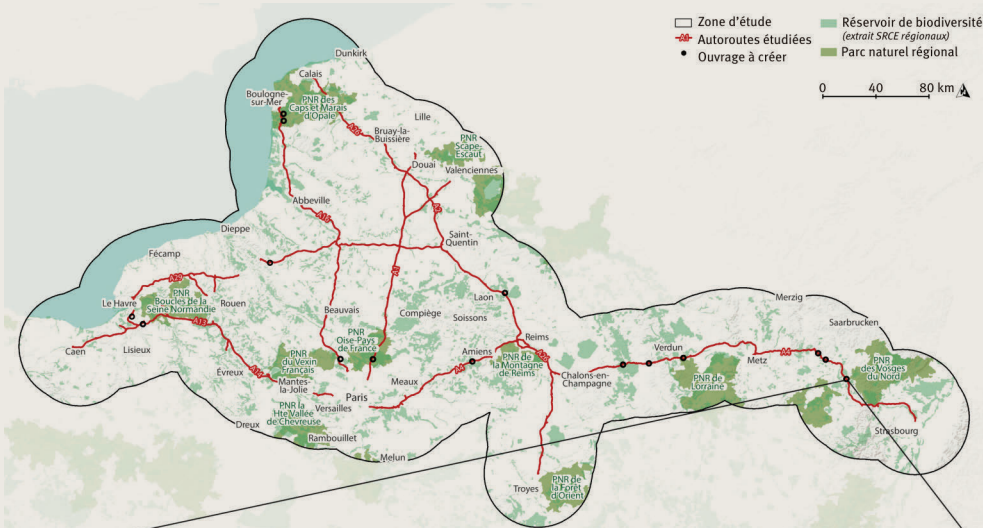 Zone d'étude
Autoroutes étudiées
Ouvrage à créer
Réservoir de biodiversité
(extrait SRCE régionaux)
Parc naturel régional
0 40 80 km
Dunkirk
Calais
Boulogne-
sur-Mer
PNR des
Caps et Marais
d'Opale
Lille
A26
Bruay-la-
Buissière
PNR
Scape-
Escaut
Douai
Valenciennes
Abbeville
A16
A2
Dieppe
Saint-
Quentin
Fécamp
A29
A1
Le Havre
PNR
Boucles de la
Seine Normandie
Rouen
A13
Beauvais
Compiègne
Laon
Soissons
Caen
Lisieux
Évreux
PNR
Oise-Pays
de France
PNR
du Vexin
Français
Mantes-
la-Jolie
Paris
Versailles
Meaux
A4
Amiens
Reims
PNR de
la Montagne
de Reims
A26
Chalons-en-
Champagne
Verdun
PNR de
Lorraine
Metz
A4
Merzig
Saarbrucken
PNR
des Vosges
du Nord
Strasbourg
Dreux
PNR la
Hte Vallée
de Chevreuse
Rambouillet
Melun
Troyes
PNR de
la Forêt
d'Orient